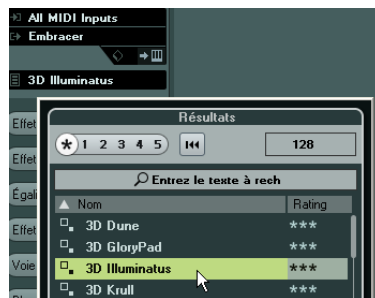 All MIDI Inputs
Embracer
3D Illuminatus
Résultats
* 1 2 3 4 5
128
Entrez le texte à rech
Nom Rating
Effet
3D Dune ***
3D GloryPad ***
Effet
3D Illuminatus ***
Égali
3D Krull ***
Effet
Voie